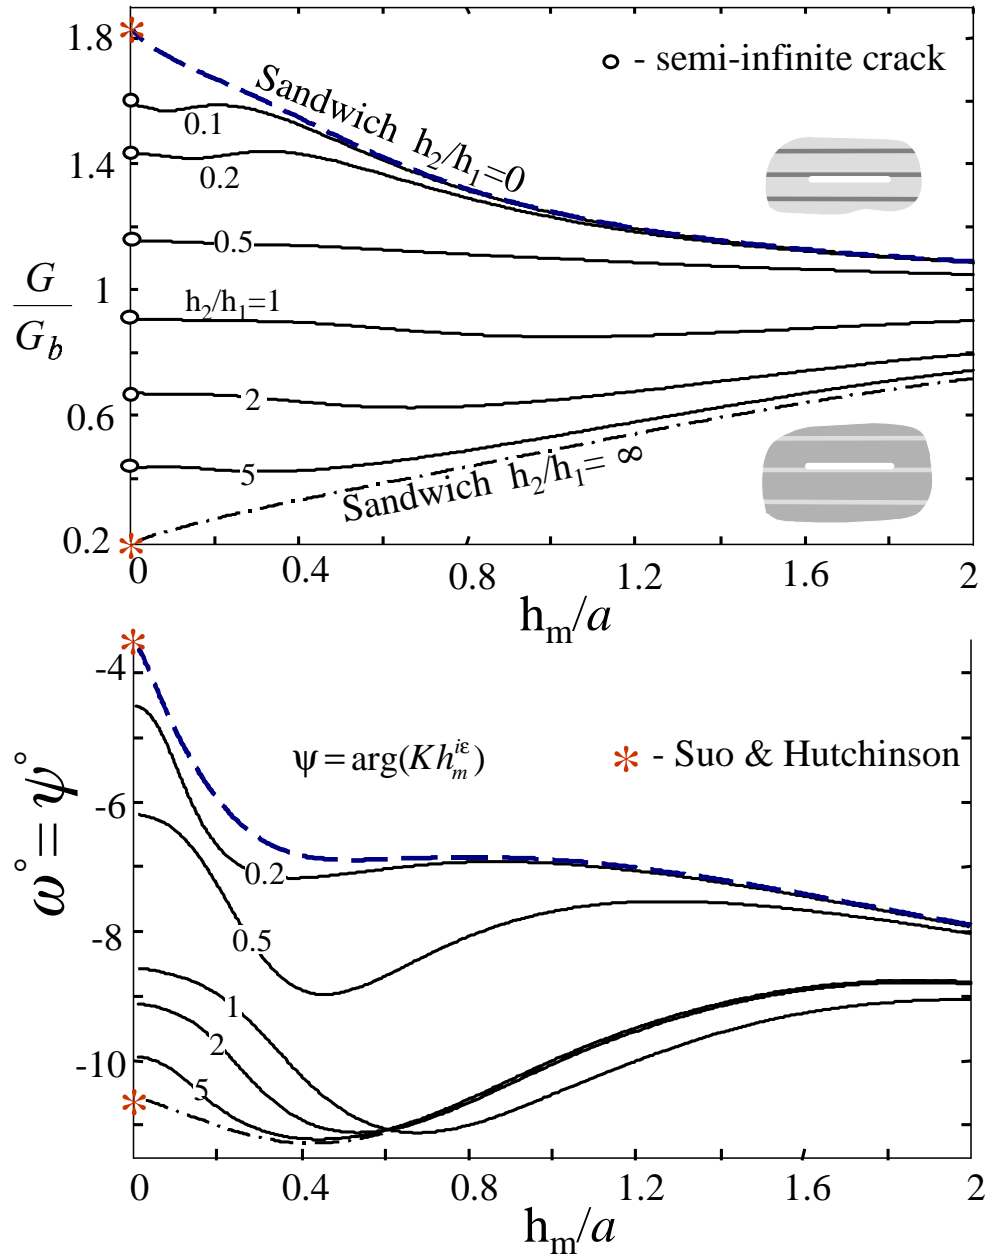 1.8
o - semi-infinite crack
Sandwich h₂/h₁=0
0.1
1.4
0.2
0.5
G
G_b
1
h₂/h₁=1
0.6
2
5
Sandwich h₂/h₁= ∞
0.2
0 0.4 0.8 1.2 1.6 2
hₘ/a
-4
ψ = arg(Khₘ^{iε})
* - Suo & Hutchinson
ω° = ψ°
-6
0.2
0.5
-8
1
2
-10
5
0 0.4 0.8 1.2 1.6 2
hₘ/a